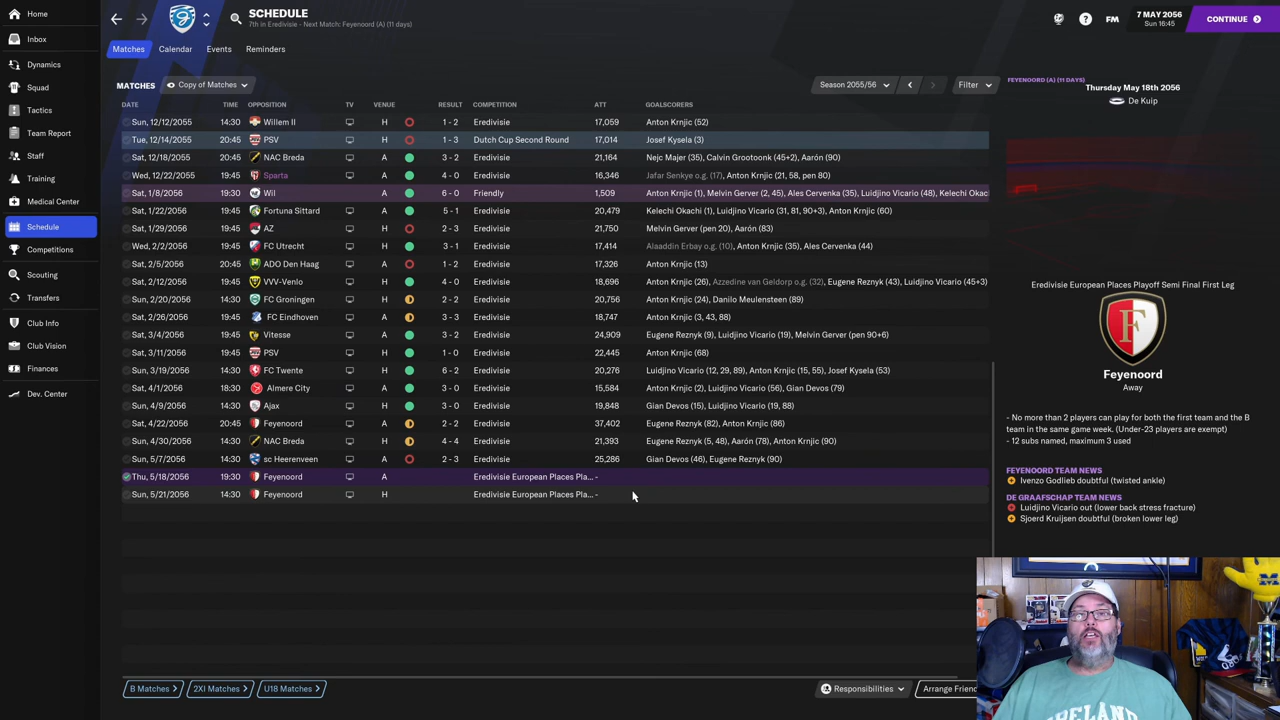 Home
SCHEDULE
7th in Eredivisie - Next Match: Feyenoord (A) (11 days)
?
FM
7 MAY 2056
Sun 16:45
CONTINUE
Inbox
Dynamics
Squad
Tactics
Team Report
Staff
Training
Medical Center
Schedule
Competitions
Scouting
Transfers
Club Info
Club Vision
Finances
Dev. Center
Matches Calendar Events Reminders
MATCHES Copy of Matches Season 2055/56 Filter
DATE TIME OPPOSITION TV VENUE RESULT COMPETITION ATT GOALSCORERS
Sun, 12/12/2055 14:30 Willem II H 1 - 2 Eredivisie 17,059 Anton Krnjic (52)
Tue, 12/14/2055 20:45 PSV H 1 - 3 Dutch Cup Second Round 17,014 Josef Kysela (3)
Sat, 12/18/2055 20:45 NAC Breda A 3 - 2 Eredivisie 21,164 Nejc Majer (35), Calvin Grootoonk (45+2), Aarón (90)
Wed, 12/22/2055 19:45 Sparta H 4 - 0 Eredivisie 16,346 Jafar Senkye o.g. (17), Anton Krnjic (21, 58, pen 80)
Sat, 1/8/2056 19:30 Wil H 6 - 0 Friendly 1,509 Anton Krnjic (1), Melvin Gerver (2, 45), Ales Cervenka (35), Luidjino Vicario (48), Kelechi Okac
Sat, 1/22/2056 19:45 Fortuna Sittard A 5 - 1 Eredivisie 20,479 Kelechi Okachi (1), Luidjino Vicario (31, 81, 90+3), Anton Krnjic (60)
Sat, 1/29/2056 19:45 AZ H 2 - 3 Eredivisie 21,750 Melvin Gerver (pen 20), Aarón (83)
Wed, 2/2/2056 19:45 FC Utrecht H 3 - 1 Eredivisie 17,414 Alaaddin Erbay o.g. (10), Anton Krnjic (35), Ales Cervenka (44)
Sat, 2/5/2056 20:45 ADO Den Haag A 1 - 2 Eredivisie 17,326 Anton Krnjic (13)
Sat, 2/12/2056 19:45 VVV-Venlo A 4 - 0 Eredivisie 18,696 Anton Krnjic (26), Azzedine van Geldorp o.g. (32), Eugene Reznyk (43), Luidjino Vicario (45+3)
Sun, 2/20/2056 14:30 FC Groningen H 2 - 2 Eredivisie 20,756 Anton Krnjic (24), Danilo Meulensteen (89)
Sat, 2/26/2056 19:45 FC Eindhoven A 3 - 3 Eredivisie 18,747 Anton Krnjic (3, 43, 88)
Sat, 3/4/2056 19:45 Vitesse A 3 - 2 Eredivisie 24,909 Eugene Reznyk (9), Luidjino Vicario (19), Melvin Gerver (pen 90+6)
Sat, 3/11/2056 19:45 PSV H 1 - 0 Eredivisie 22,445 Anton Krnjic (68)
Sun, 3/19/2056 14:30 FC Twente H 6 - 2 Eredivisie 20,276 Luidjino Vicario (12, 29, 89), Anton Krnjic (15, 55), Josef Kysela (53)
Sat, 4/1/2056 18:30 Almere City A 3 - 0 Eredivisie 15,584 Anton Krnjic (2), Luidjino Vicario (56), Gian Devos (79)
Sun, 4/9/2056 14:30 Ajax H 3 - 0 Eredivisie 19,848 Gian Devos (15), Luidjino Vicario (19, 88)
Sat, 4/22/2056 20:45 Feyenoord A 2 - 2 Eredivisie 37,402 Eugene Reznyk (82), Anton Krnjic (86)
Sun, 4/30/2056 14:30 NAC Breda H 4 - 4 Eredivisie 21,393 Eugene Reznyk (5, 48), Aarón (78), Anton Krnjic (90)
Sun, 5/7/2056 14:30 sc Heerenveen A 2 - 3 Eredivisie 25,286 Gian Devos (46), Eugene Reznyk (90)
Thu, 5/18/2056 19:30 Feyenoord A Eredivisie European Places Pla... -
Sun, 5/21/2056 14:30 Feyenoord H Eredivisie European Places Pla... -
B Matches 2XI Matches U18 Matches Responsibilities Arrange Friend
FEYENOORD (A) (11 DAYS)
Thursday May 18th 2056
De Kuip
Eredivisie European Places Playoff Semi Final First Leg
Feyenoord
Away
- No more than 2 players can play for both the first team and the B
team in the same game week. (Under-23 players are exempt)
- 12 subs named, maximum 3 used
FEYENOORD TEAM NEWS
Ivenzo Godlieb doubtful (twisted ankle)
DE GRAAFSCHAP TEAM NEWS
Luidjino Vicario out (lower back stress fracture)
Sjoerd Kruijsen doubtful (broken lower leg)